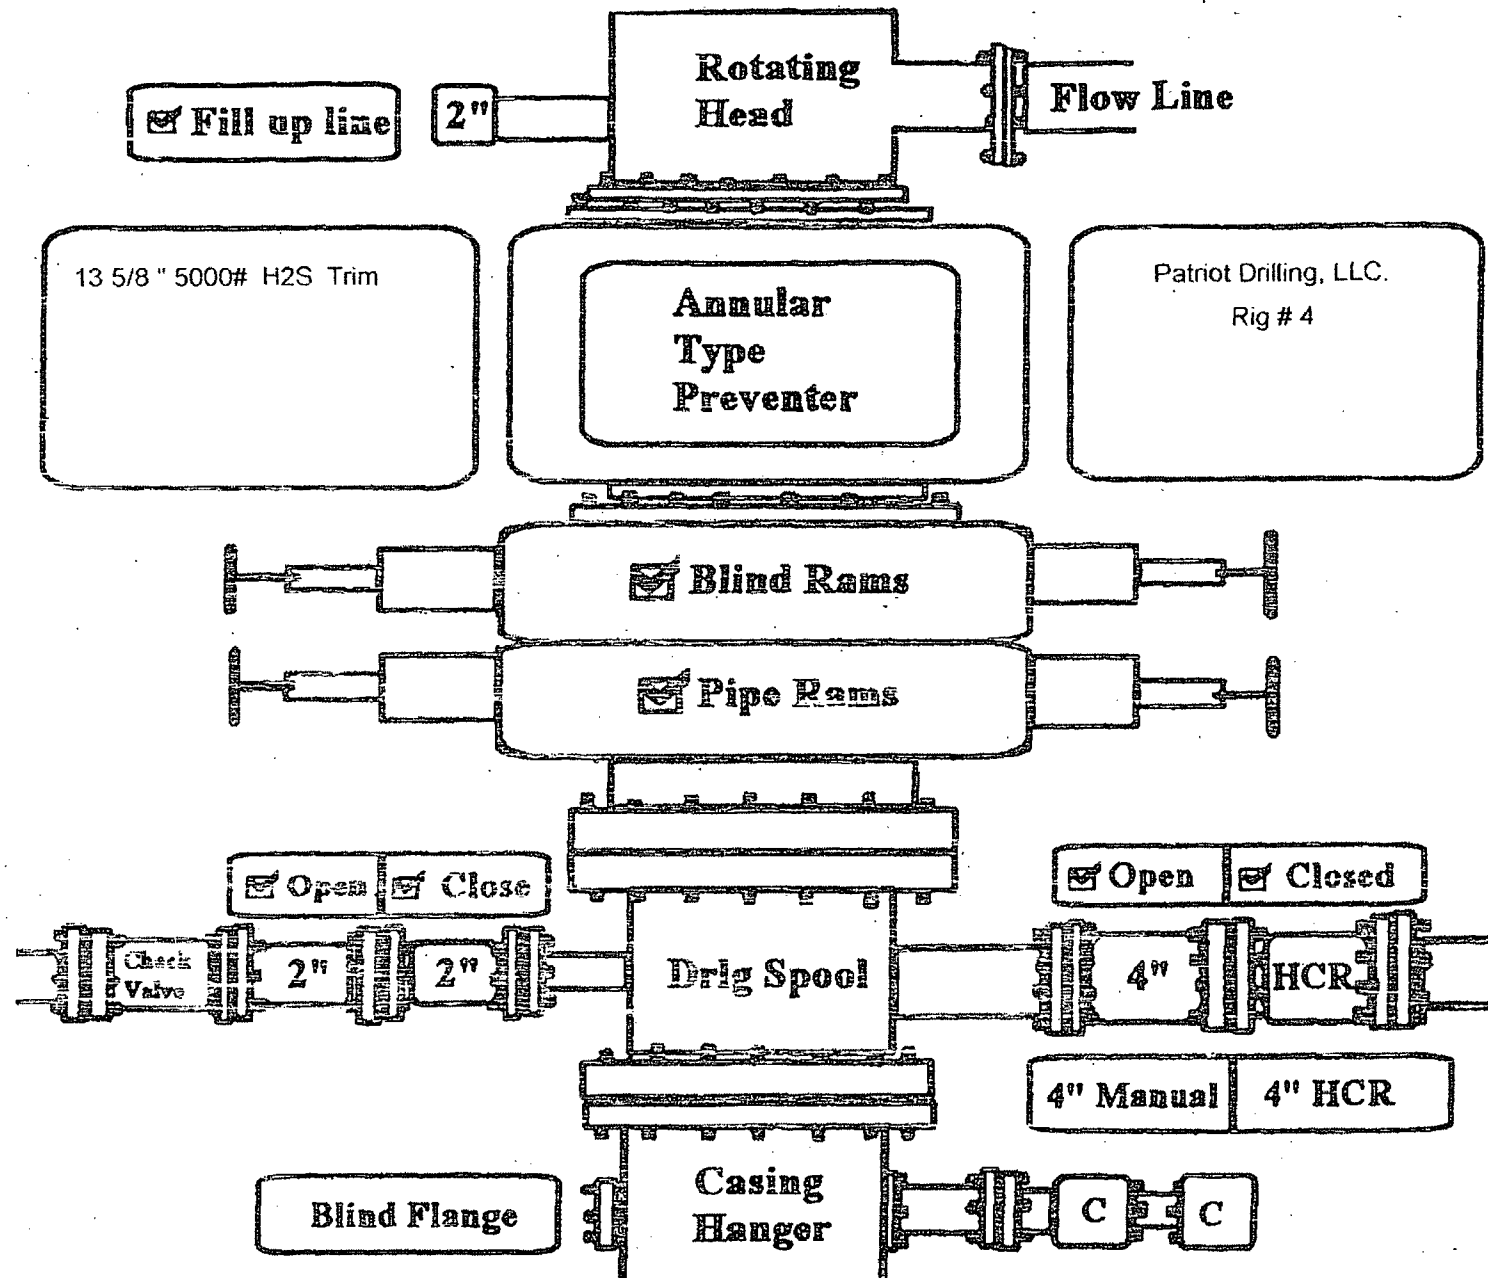 Rotating
Head
Fill up line
2"
Flow Line
13 5/8 " 5000# H2S Trim
Annular
Type
Preventer
Patriot Drilling, LLC.
Rig # 4
Blind Rams
Pipe Rams
Open
Close
Open
Closed
Check
Valve
2"
2"
Drlg Spool
4"
HCR
4" Manual
4" HCR
Blind Flange
Casing
Hanger
C
C